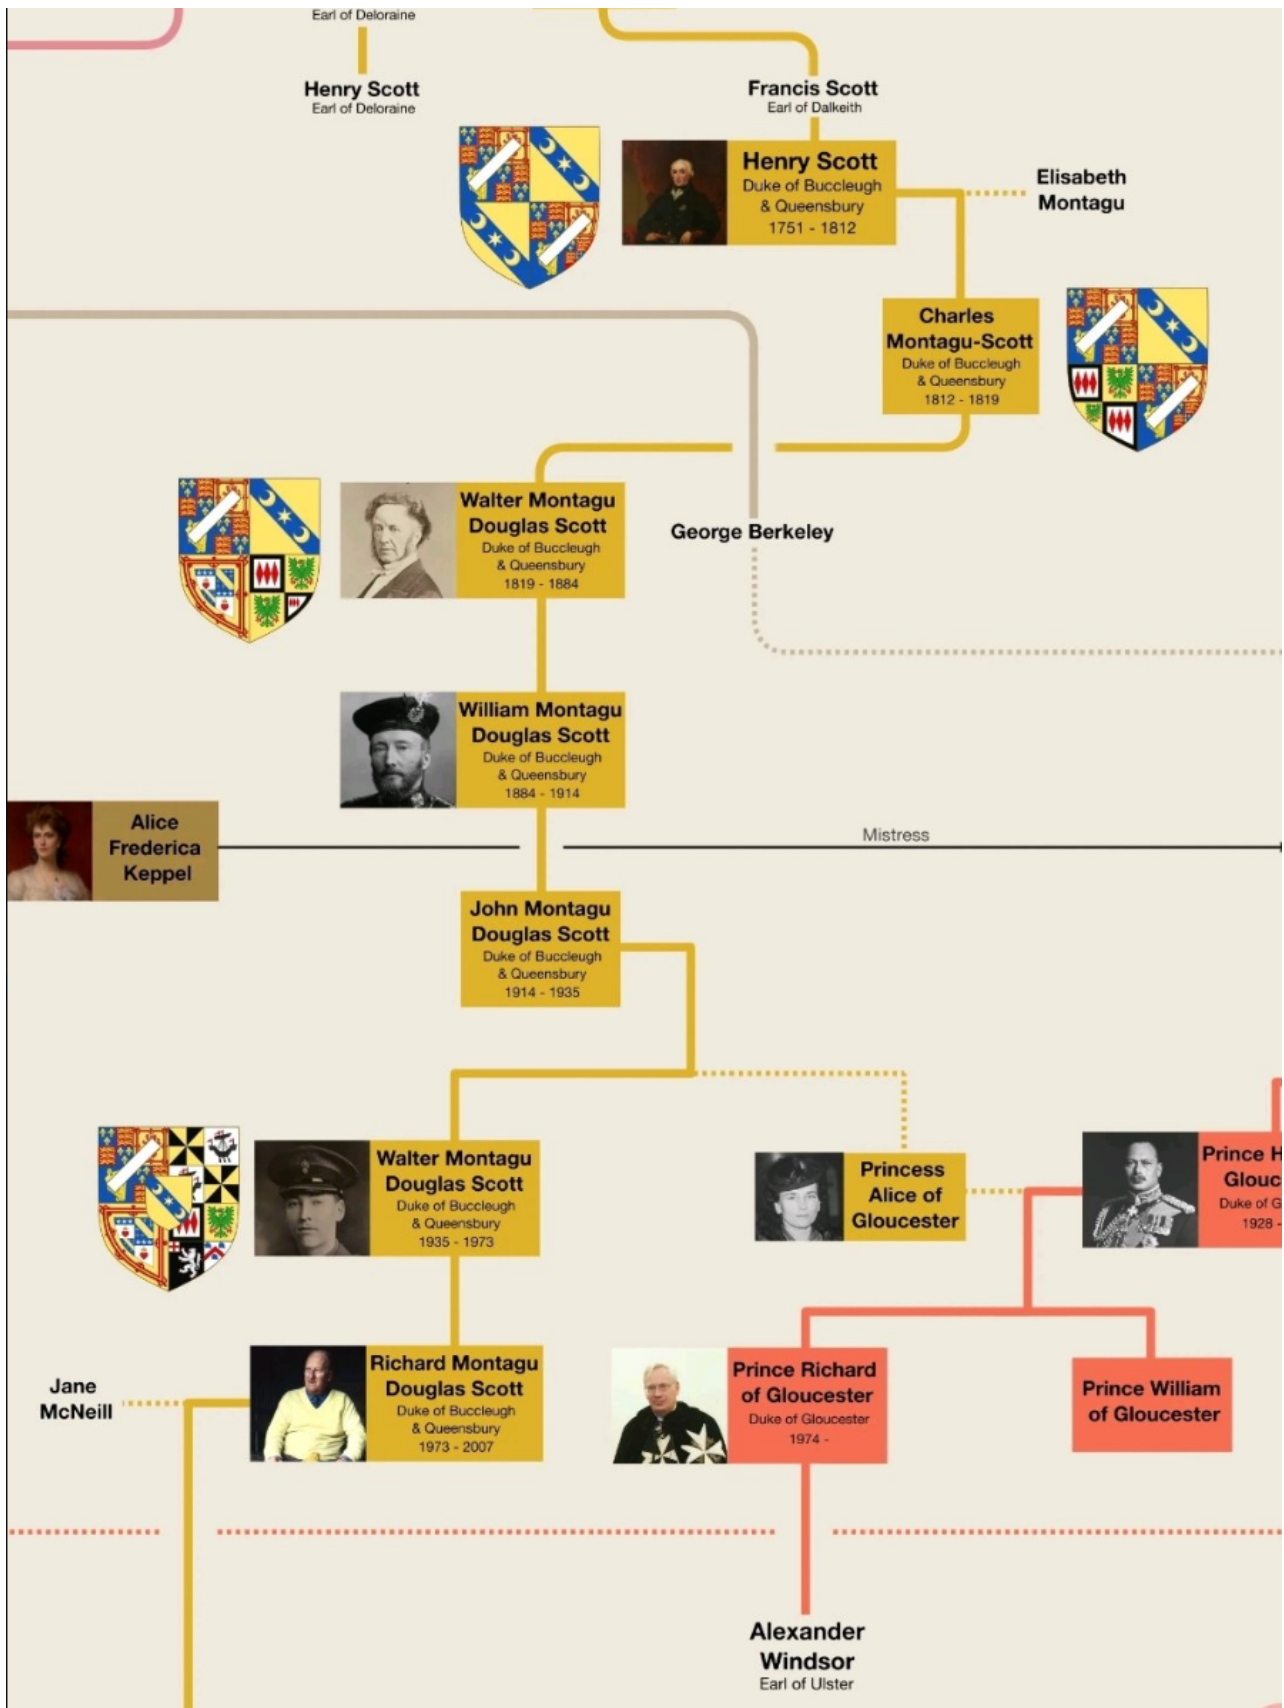 Earl of Deloraine
Henry Scott
Earl of Deloraine
Francis Scott
Earl of Dalkeith
Henry Scott
Duke of Buccleugh
& Queensbury
1751 - 1812
Elisabeth
Montagu
Charles
Montagu-Scott
Duke of Buccleugh
& Queensbury
1812 - 1819
Walter Montagu
Douglas Scott
Duke of Buccleugh
& Queensbury
1819 - 1884
George Berkeley
William Montagu
Douglas Scott
Duke of Buccleugh
& Queensbury
1884 - 1914
Alice
Frederica
Keppel
Mistress
John Montagu
Douglas Scott
Duke of Buccleugh
& Queensbury
1914 - 1935
Walter Montagu
Douglas Scott
Duke of Buccleugh
& Queensbury
1935 - 1973
Princess
Alice of
Gloucester
Prince H
Glouc
Duke of G
1928 -
Jane
McNeill
Richard Montagu
Douglas Scott
Duke of Buccleugh
& Queensbury
1973 - 2007
Prince Richard
of Gloucester
Duke of Gloucester
1974 -
Prince William
of Gloucester
Alexander
Windsor
Earl of Ulster